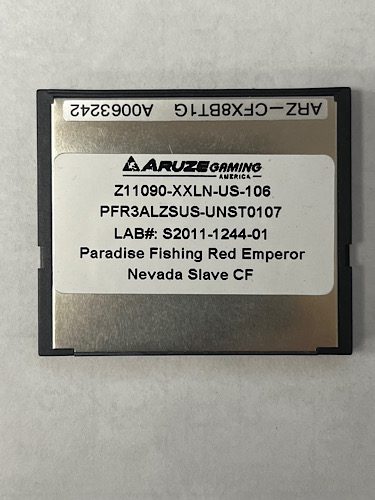 ARZ-CFX8BT1G A0063242
ARUZE GAMING
AMERICA
Z11090-XXLN-US-106
PFR3ALZSUS-UNST0107
LAB#: S2011-1244-01
Paradise Fishing Red Emperor
Nevada Slave CF